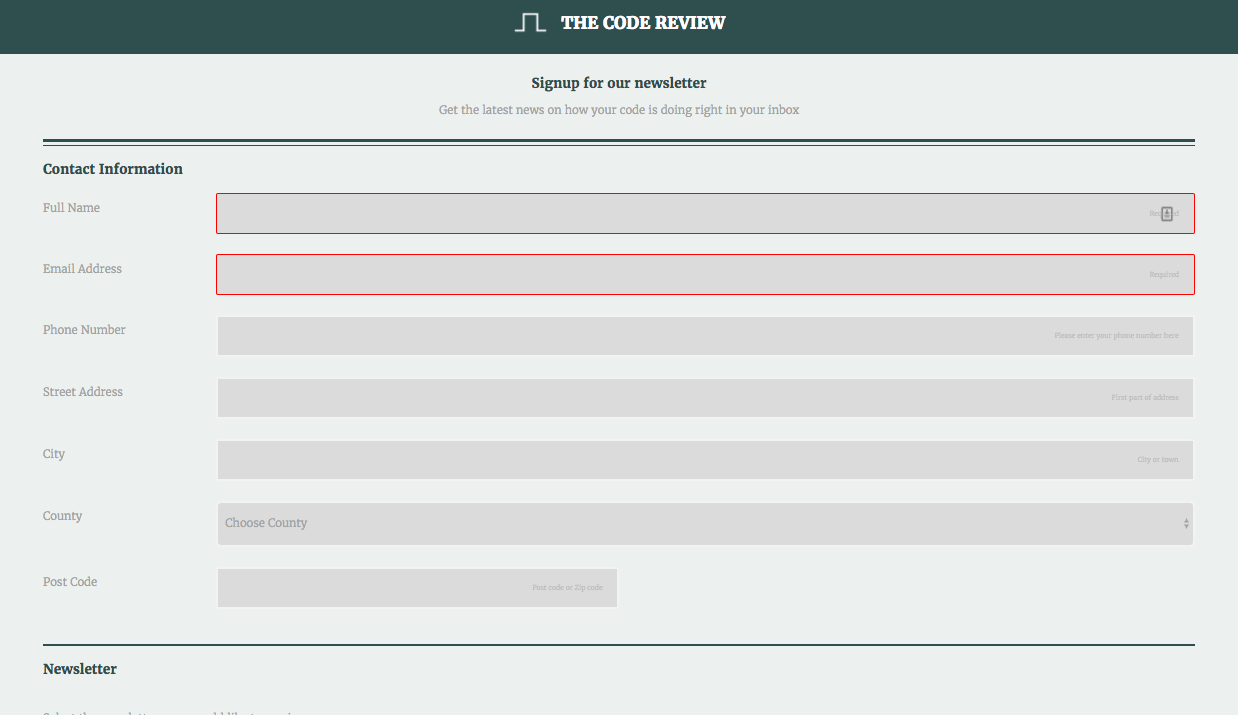 THE CODE REVIEW
Signup for our newsletter
Get the latest news on how your code is doing right in your inbox
Contact Information
Full Name
Email Address
Required
Phone Number
Please enter your phone number here
Street Address
First part of address
City
City or town
County
Choose County
Post Code
Post code or Zip code
Newsletter